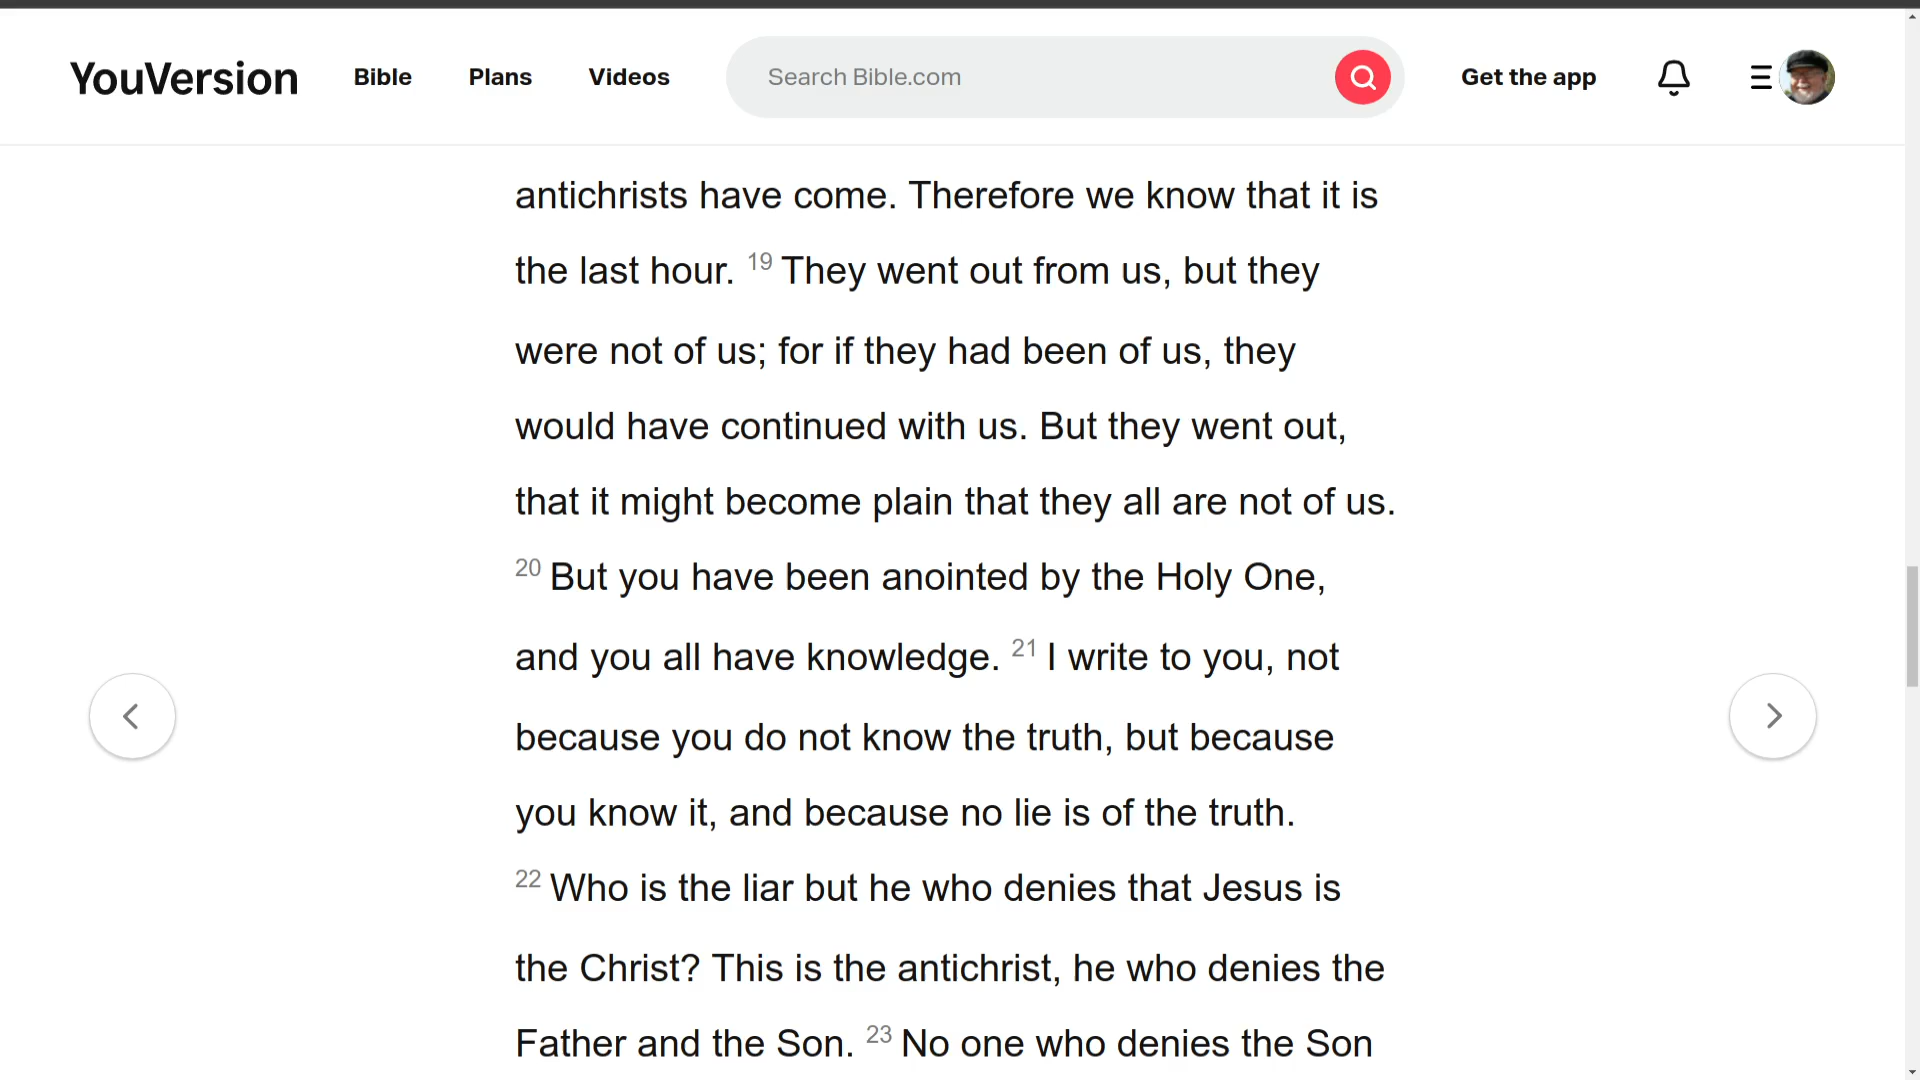 YouVersion Bible Plans Videos Search Bible.com Get the app
antichrists have come. Therefore we know that it is
the last hour. 19 They went out from us, but they
were not of us; for if they had been of us, they
would have continued with us. But they went out,
that it might become plain that they all are not of us.
20 But you have been anointed by the Holy One,
and you all have knowledge. 21 I write to you, not
because you do not know the truth, but because
you know it, and because no lie is of the truth.
22 Who is the liar but he who denies that Jesus is
the Christ? This is the antichrist, he who denies the
Father and the Son. 23 No one who denies the Son